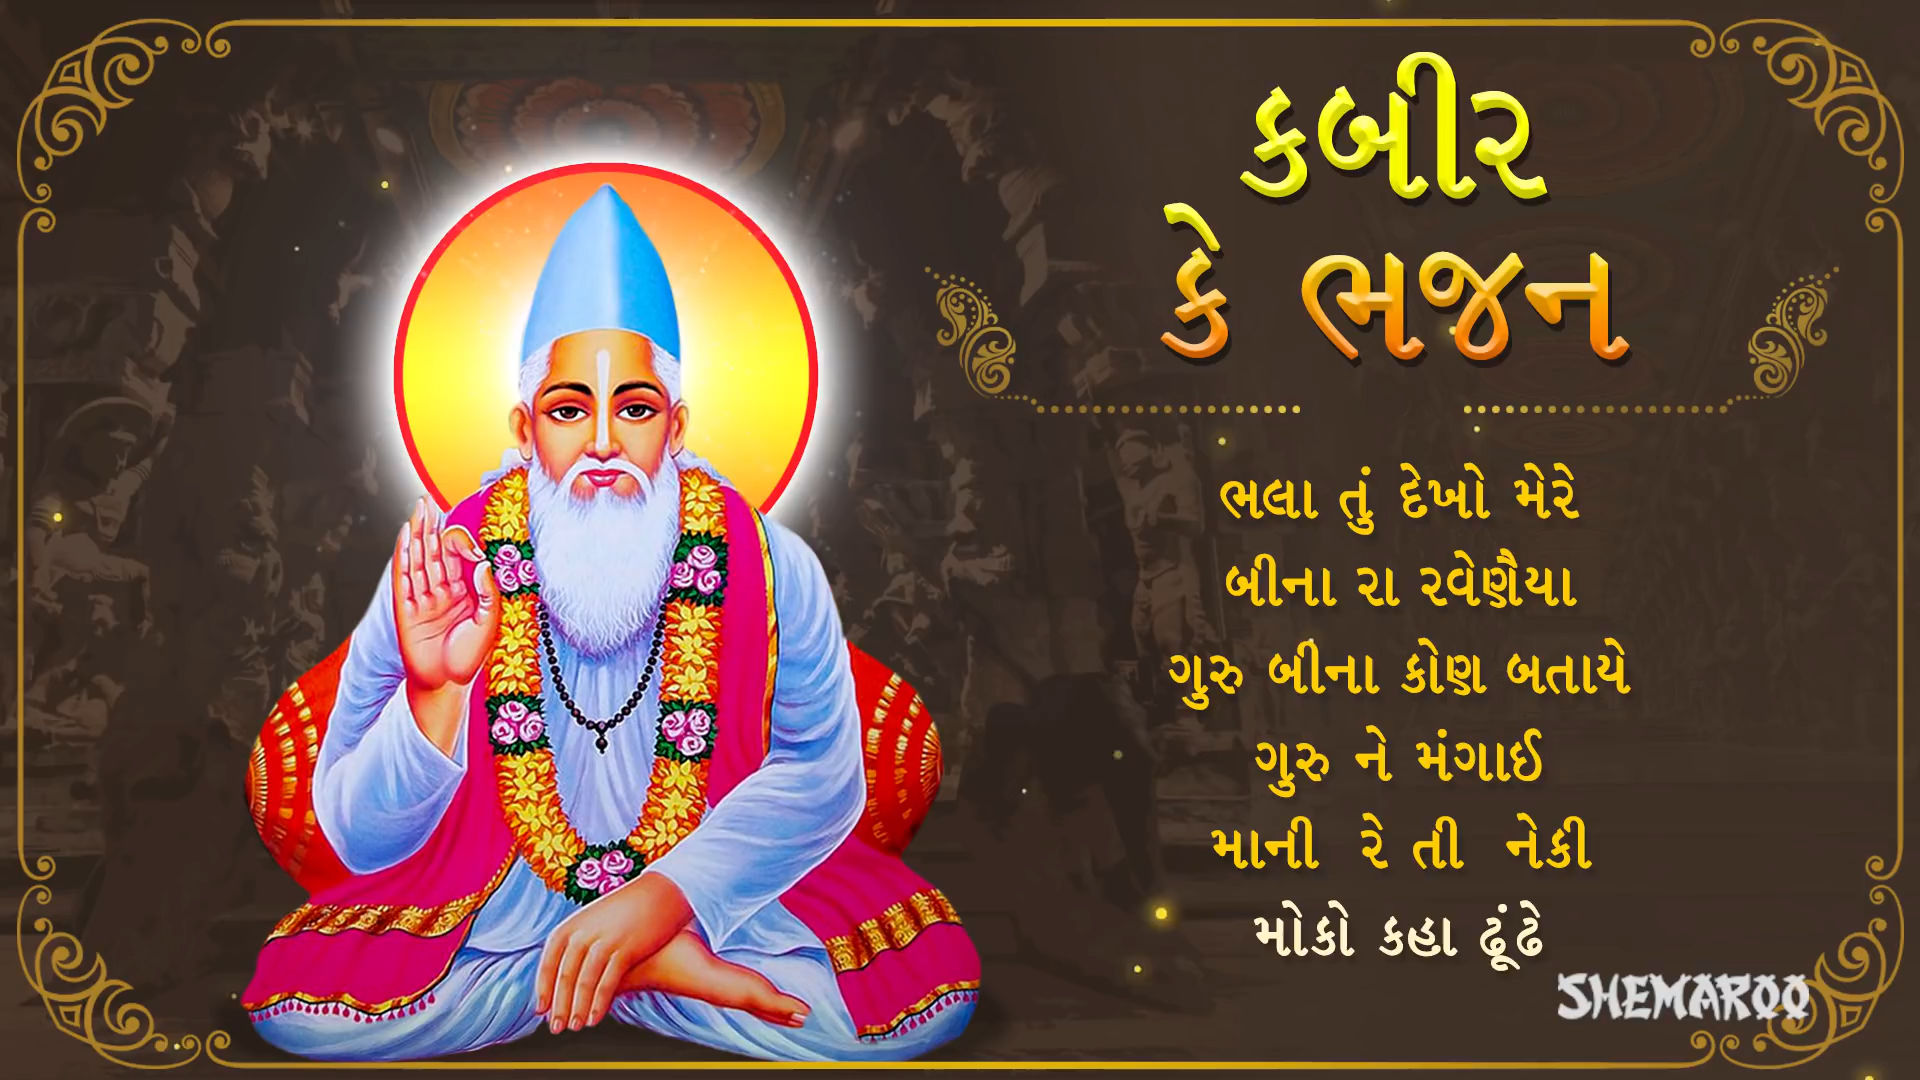 કબીર
કે ભજન
ભલા તું દેખો મેરે
બીના રા રવેણૈયા
ગુરુ બીના કોણ બતાયે
ગુરુ ને મંગાઈ
માની રે તી નેકી
મોકો કહા ઢૂંઢે
SHEMAROO